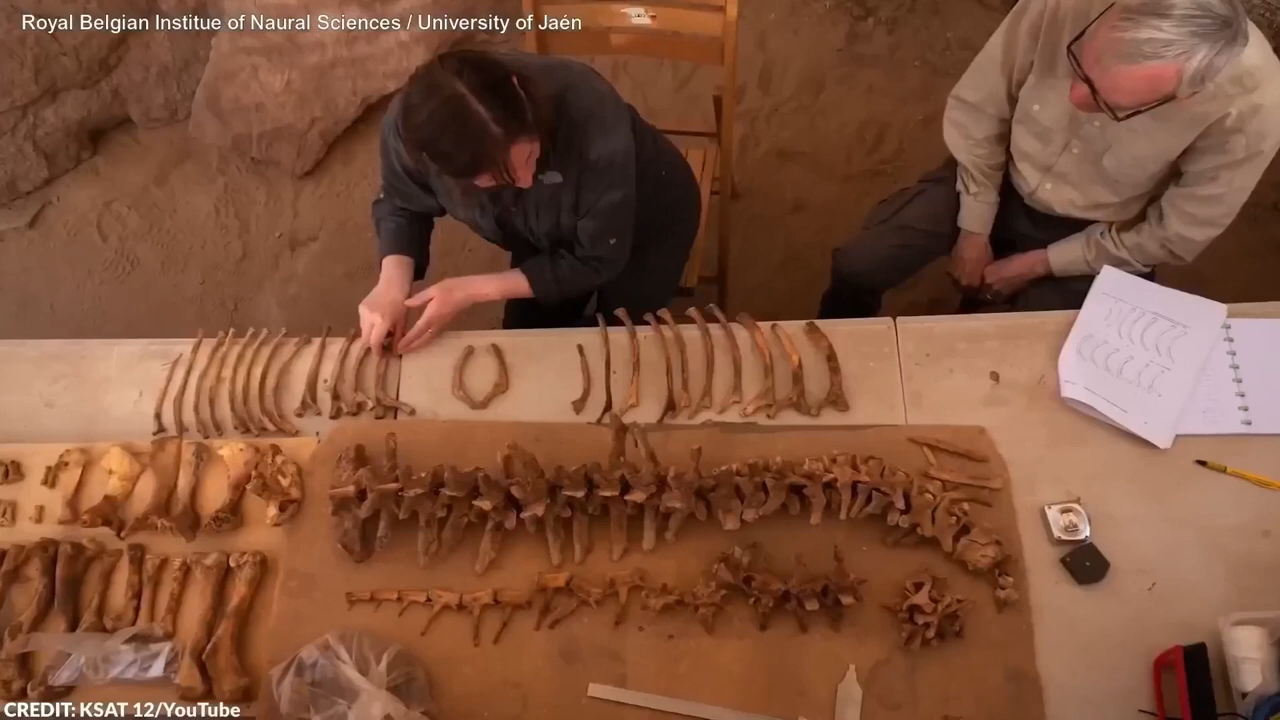 Royal Belgian Institue of Naural Sciences / University of Jaén
CREDIT: KSAT 12/YouTube